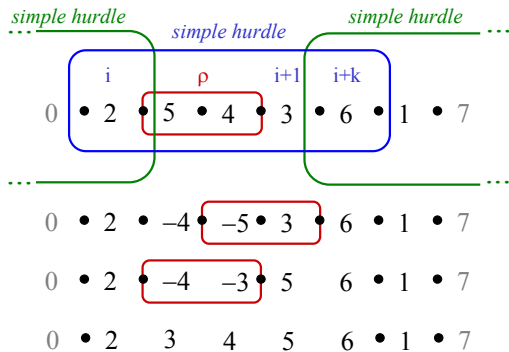 simple hurdle simple hurdle simple hurdle
... ...
i ρ i+1 i+k
0 • 2 • 5 • 4 • 3 • 6 • 1 • 7
... ...
0 • 2 • −4 • −5 • 3 • 6 • 1 • 7
0 • 2 • −4 −3 • 5 6 • 1 • 7
0 • 2 3 4 5 6 • 1 • 7